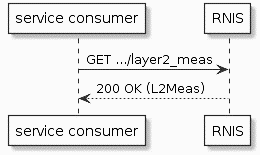 service consumer RNIS
GET .../layer2_meas
200 OK (L2Meas)
service consumer RNIS